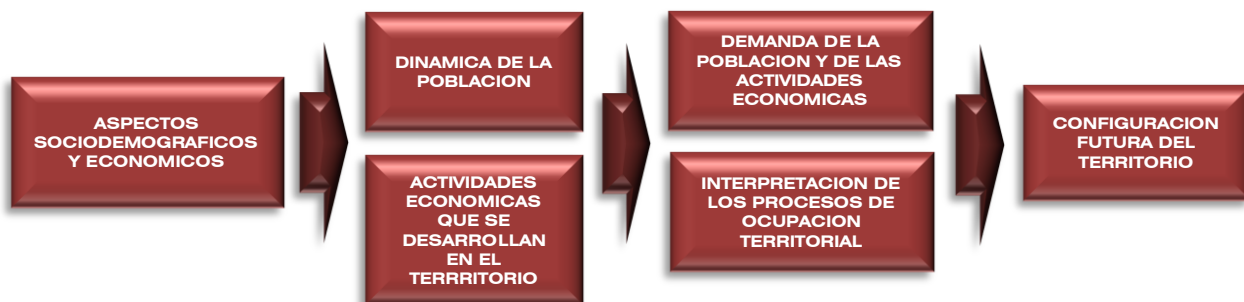 ASPECTOS
SOCIODEMOGRAFICOS
Y ECONOMICOS
DINAMICA DE LA
POBLACION
ACTIVIDADES
ECONOMICAS
QUE SE
DESARROLLAN
EN EL
TERRRITORIO
DEMANDA DE LA
POBLACION Y DE LAS
ACTIVIDADES
ECONOMICAS
INTERPRETACION DE
LOS PROCESOS DE
OCUPACION
TERRITORIAL
CONFIGURACION
FUTURA DEL
TERRITORIO